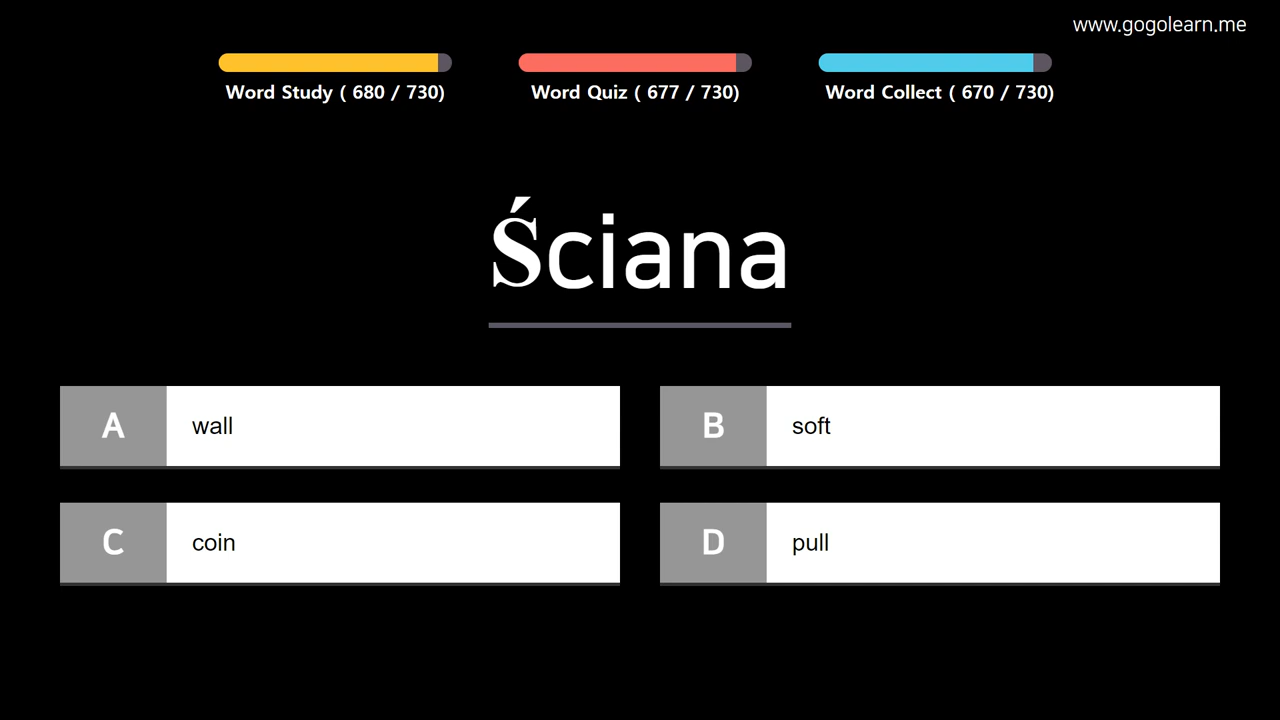 www.gogolearn.me
Word Study ( 680 / 730)
Word Quiz ( 677 / 730)
Word Collect ( 670 / 730)
Ściana
A wall
B soft
C coin
D pull